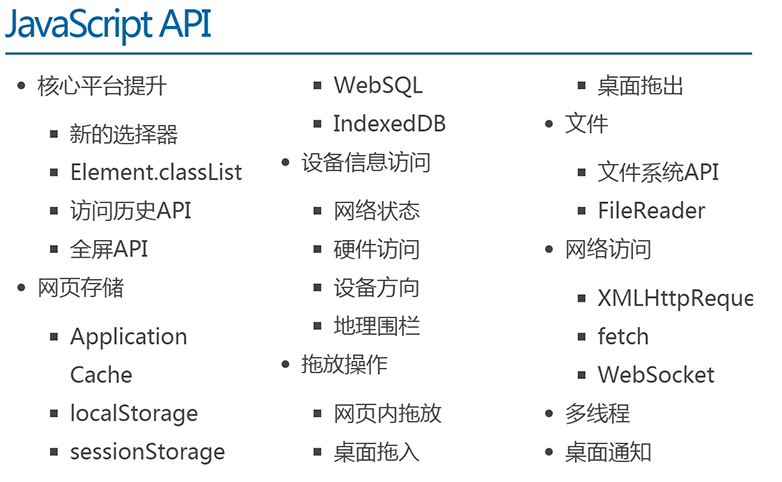 JavaScript API
核心平台提升
新的选择器
Element.classList
访问历史API
全屏API
网页存储
Application
Cache
localStorage
sessionStorage
WebSQL
IndexedDB
设备信息访问
网络状态
硬件访问
设备方向
地理围栏
拖放操作
网页内拖放
桌面拖入
桌面拖出
文件
文件系统API
FileReader
网络访问
XMLHttpReque
fetch
WebSocket
多线程
桌面通知